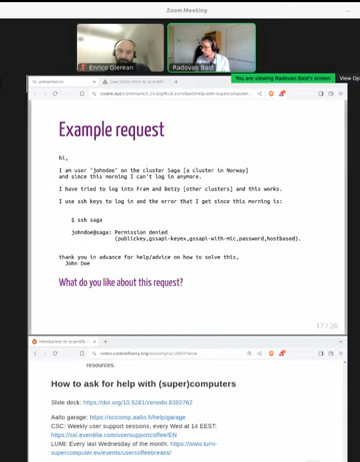 Zoom Meeting
Enrico Glerean
Radovan Bast
You are viewing Radovan Bast's screen
View Op
Example request
hi,
I am user 'johndoe' on the cluster Saga [a cluster in Norway]
and since this morning I can't log in anymore.
I have tried to log into Fram and Betzy [other clusters] and this works.
I use ssh keys to log in and the error that I get since this morning is:
$ ssh saga
johndoe@saga: Permission denied
(publickey,gssapi-keyex,gssapi-with-mic,password,hostbased).
thank you in advance for help/advice on how to solve this,
John Doe
What do you like about this request?
17 / 26
resources.
How to ask for help with (super)computers
Slide deck: https://doi.org/10.5281/zenodo.8392762
Aalto garage: https://scicomp.aalto.fi/help/garage
CSC: Weekly user support sessions, every Wed at 14 EEST:
https://ssl.eventilla.com/usersupportcoffee/EN
LUMI: Every last Wednesday of the month: https://www.lumi-
supercomputer.eu/events/usercoffeebreaks/